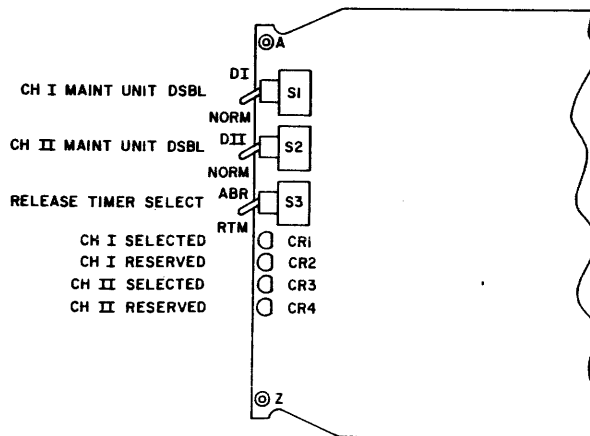 A
DI
CH I MAINT UNIT DSBL
S1
NORM
DII
CH II MAINT UNIT DSBL
S2
NORM
ABR
RELEASE TIMER SELECT
S3
RTM
CH I SELECTED CR1
CH I RESERVED CR2
CH II SELECTED CR3
CH II RESERVED CR4
Z